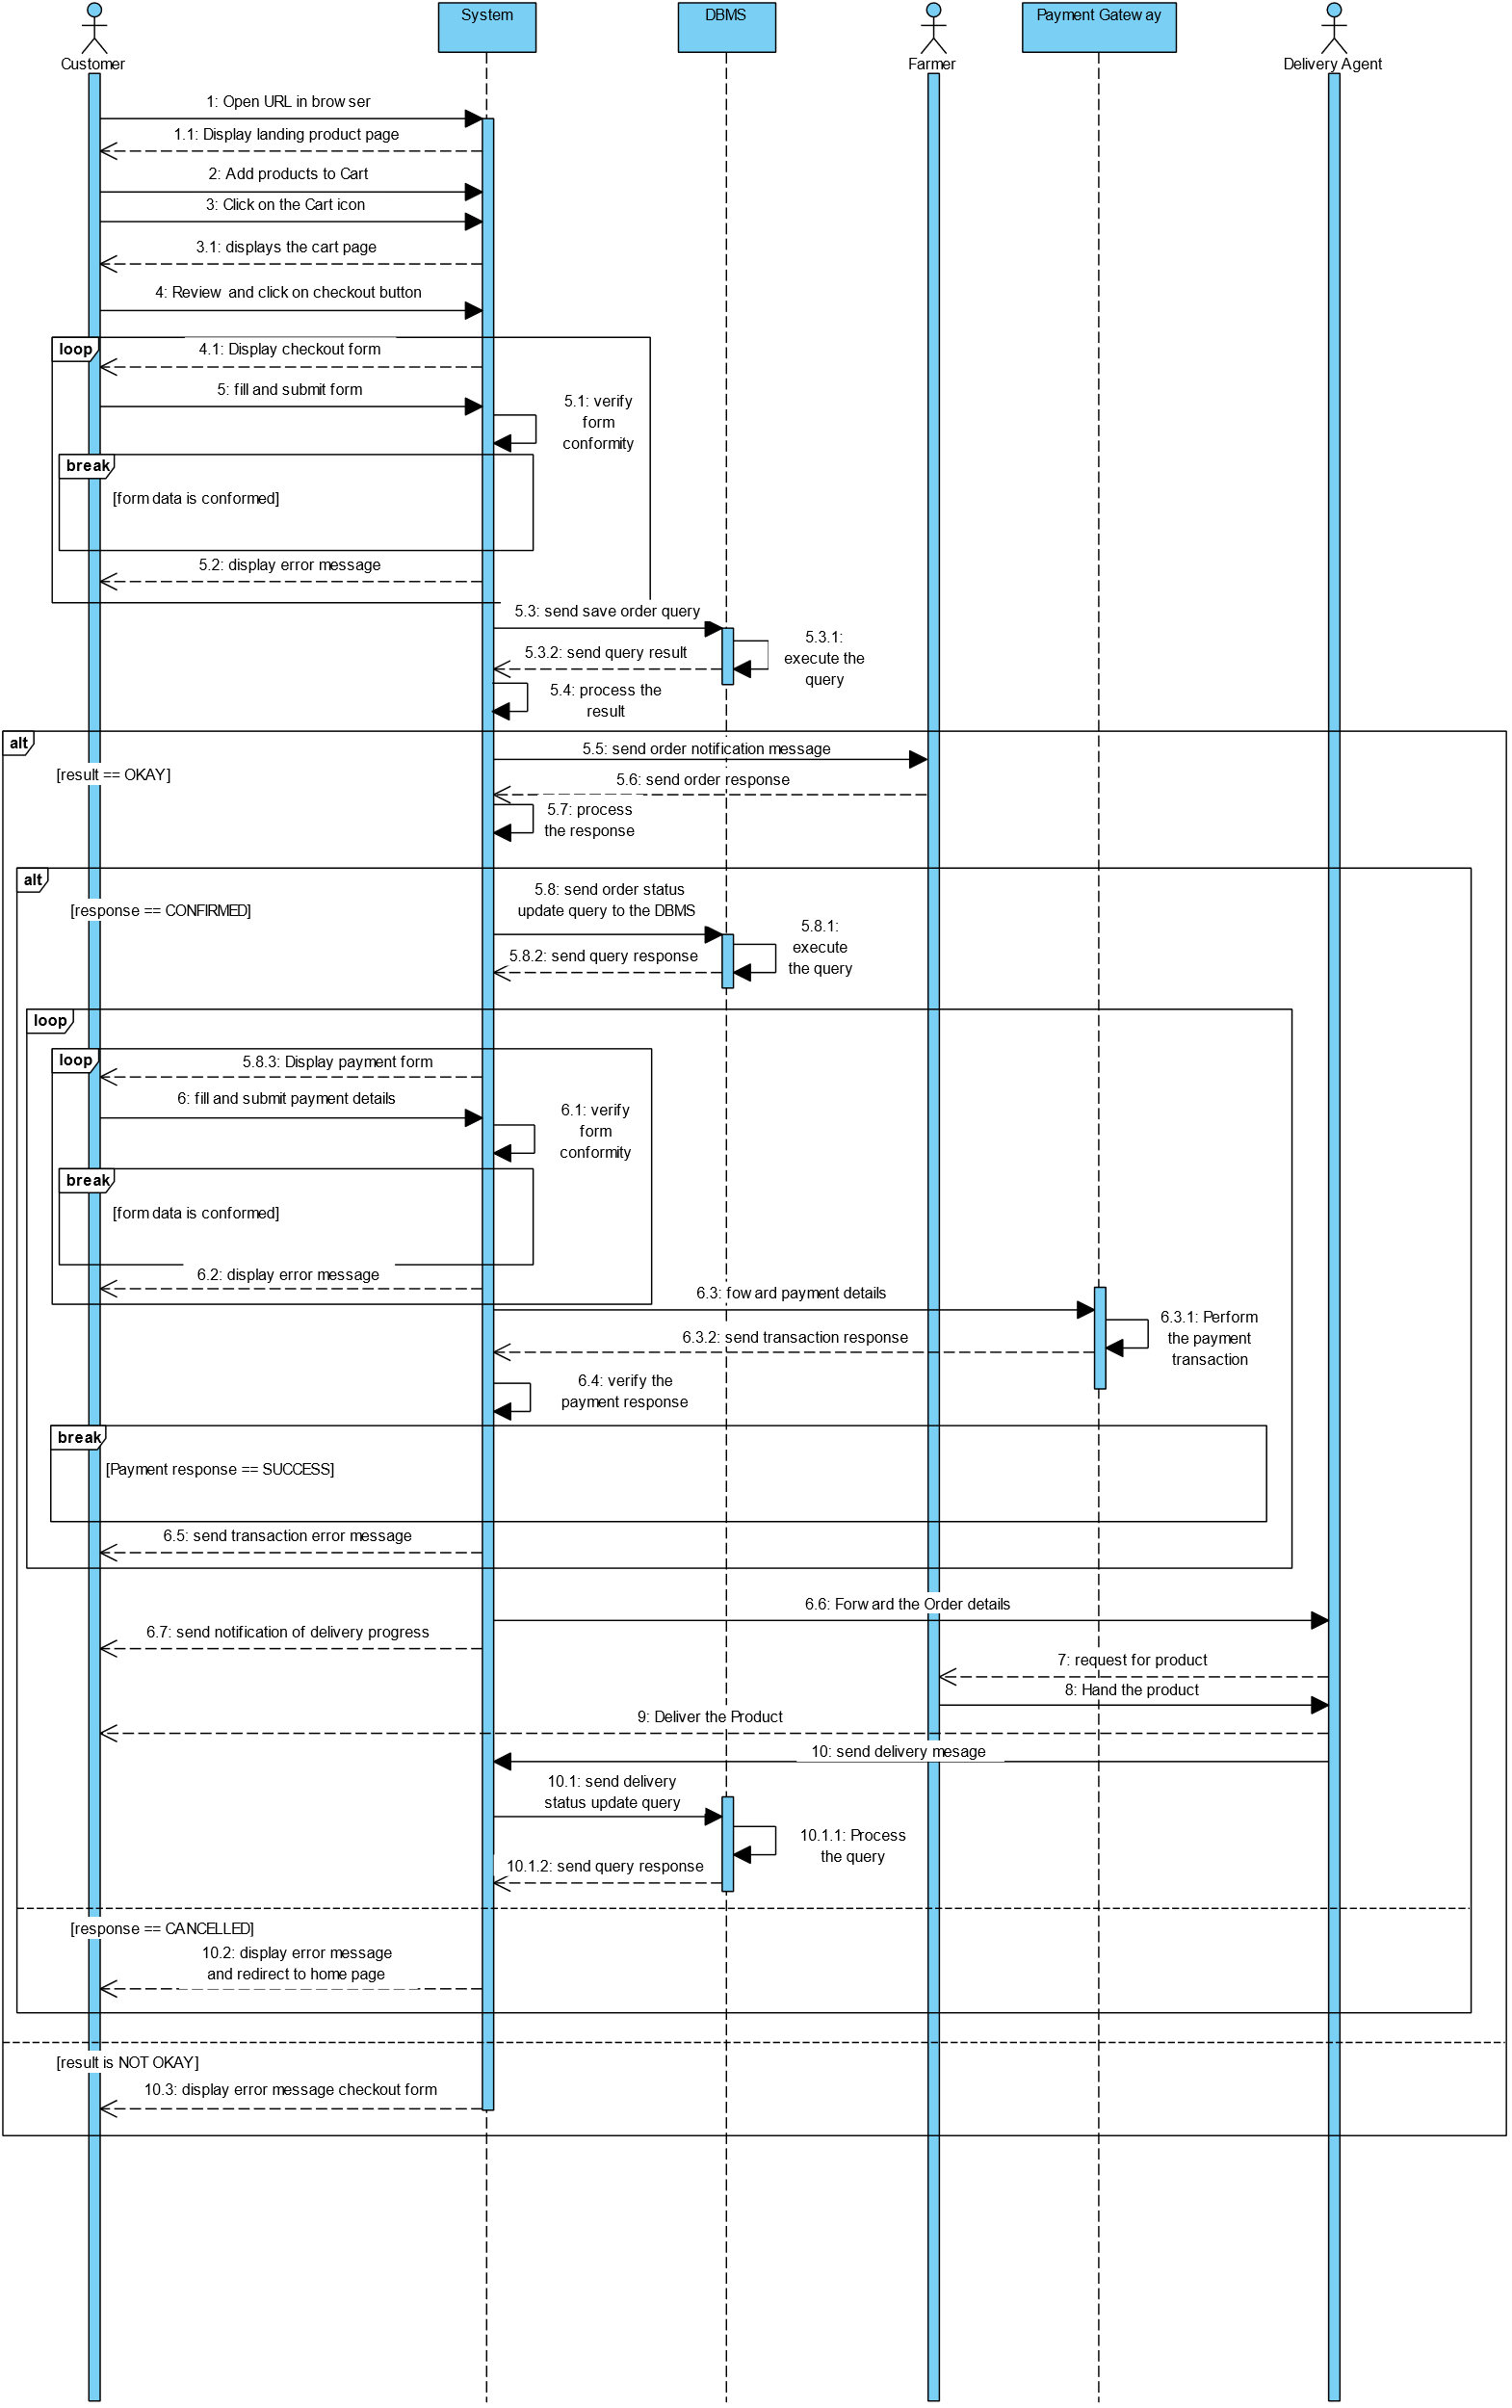 Customer
System
DBMS
Farmer
Payment Gateway
Delivery Agent
1: Open URL in browser
1.1: Display landing product page
2: Add products to Cart
3: Click on the Cart icon
3.1: displays the cart page
4: Review and click on checkout button
loop
4.1: Display checkout form
5: fill and submit form
5.1: verify
form
conformity
break
[form data is conformed]
5.2: display error message
5.3: send save order query
5.3.1:
execute the
query
5.3.2: send query result
5.4: process the
result
alt
[result == OKAY]
5.5: send order notification message
5.6: send order response
5.7: process
the response
alt
[response == CONFIRMED]
5.8: send order status
update query to the DBMS
5.8.1:
execute
the query
5.8.2: send query response
loop
loop
5.8.3: Display payment form
6: fill and submit payment details
6.1: verify
form
conformity
break
[form data is conformed]
6.2: display error message
6.3: foward payment details
6.3.1: Perform
the payment
transaction
6.3.2: send transaction response
6.4: verify the
payment response
break
[Payment response == SUCCESS]
6.5: send transaction error message
6.6: Forward the Order details
6.7: send notification of delivery progress
7: request for product
8: Hand the product
9: Deliver the Product
10: send delivery mesage
10.1: send delivery
status update query
10.1.1: Process
the query
10.1.2: send query response
[response == CANCELLED]
10.2: display error message
and redirect to home page
[result is NOT OKAY]
10.3: display error message checkout form